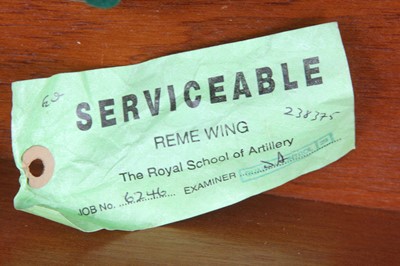 SERVICEABLE
REME WING
238375
The Royal School of Artillery
JOB No. 6246 EXAMINER